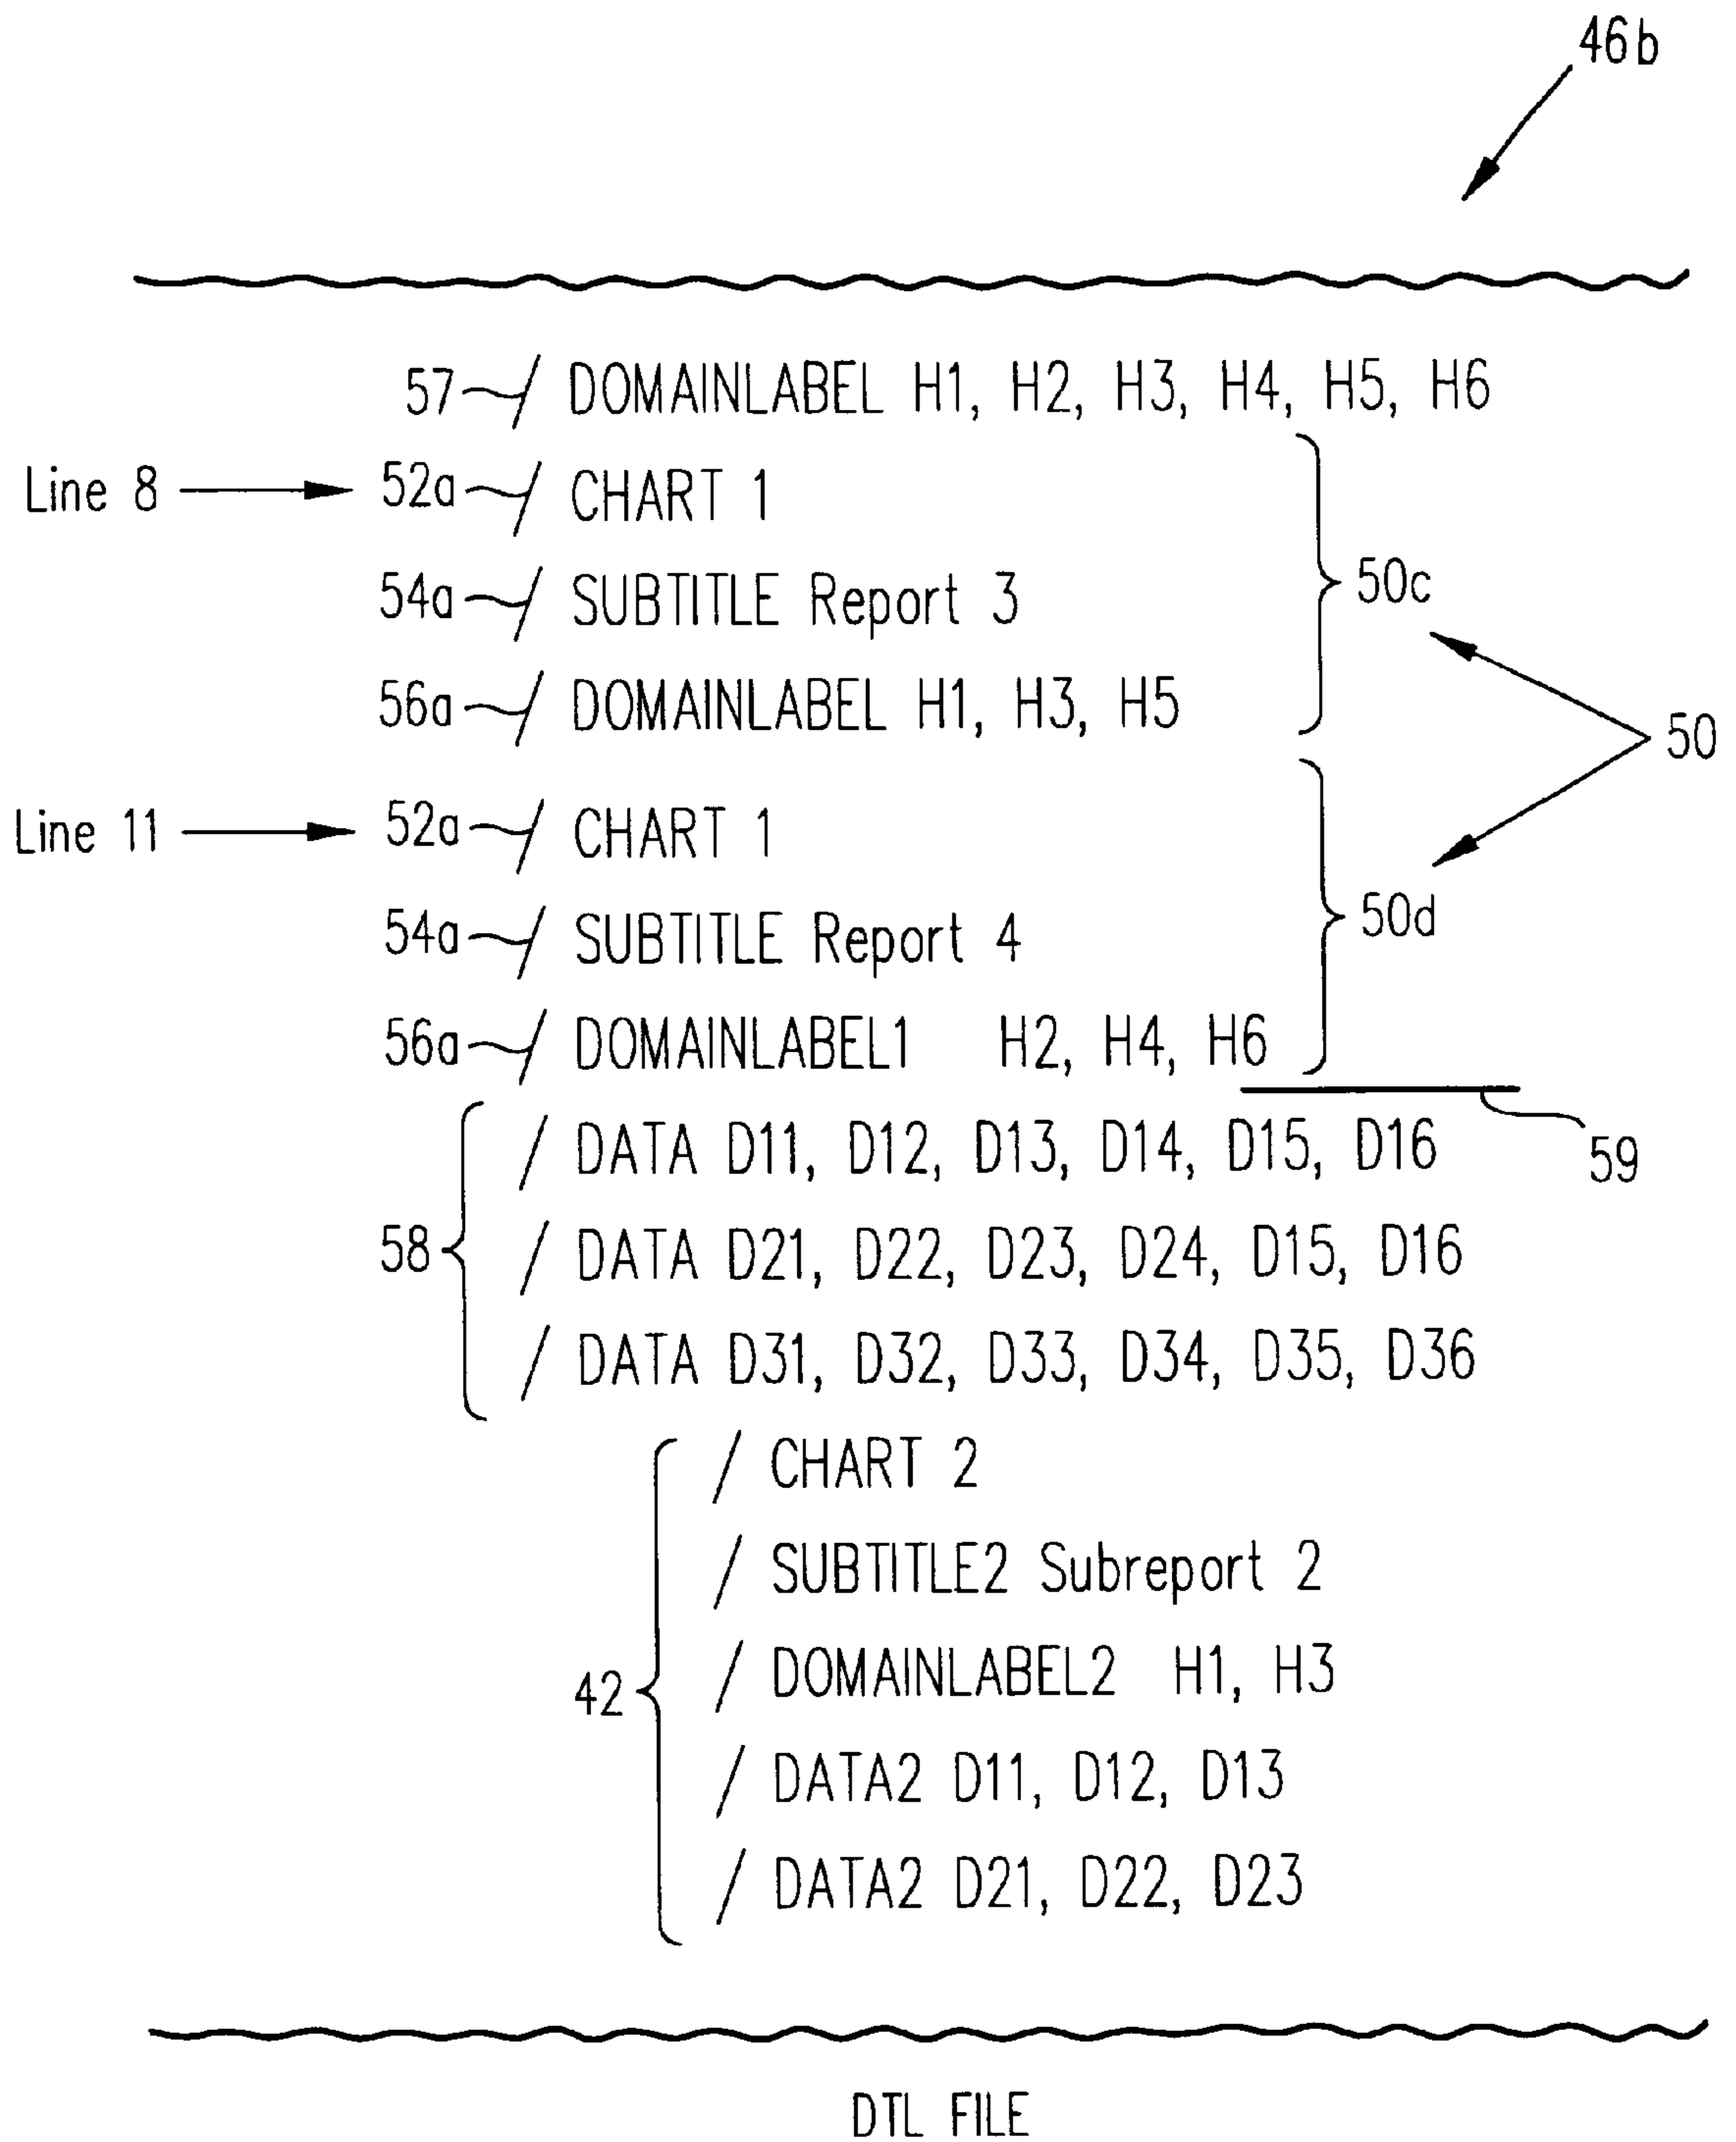 46b
57 / DOMAINLABEL H1, H2, H3, H4, H5, H6
Line 8 52a / CHART 1
54a / SUBTITLE Report 3 50c
56a / DOMAINLABEL H1, H3, H5
50
Line 11 52a / CHART 1
54a / SUBTITLE Report 4 50d
56a / DOMAINLABEL1 H2, H4, H6
/ DATA D11, D12, D13, D14, D15, D16 59
58 / DATA D21, D22, D23, D24, D15, D16
/ DATA D31, D32, D33, D34, D35, D36
/ CHART 2
/ SUBTITLE2 Subreport 2
42 / DOMAINLABEL2 H1, H3
/ DATA2 D11, D12, D13
/ DATA2 D21, D22, D23
DTL FILE